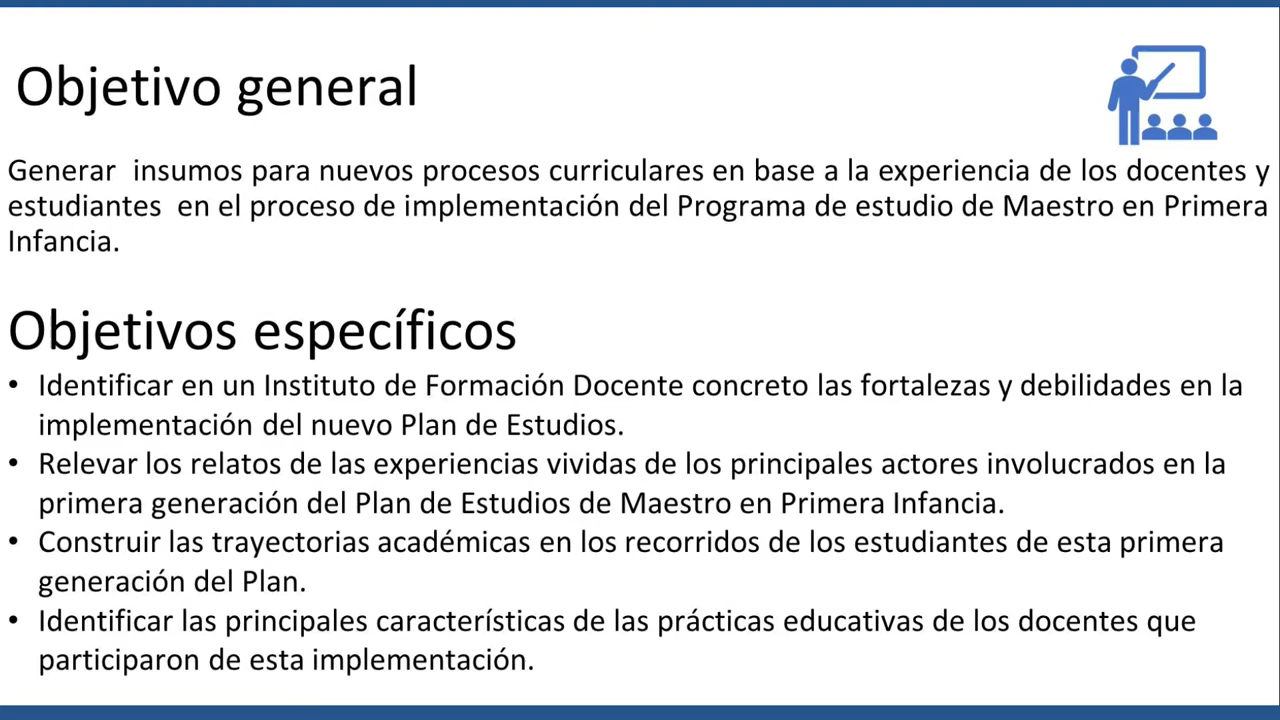 Objetivo general
Generar  insumos para nuevos procesos curriculares en base a la experiencia de los docentes y
estudiantes  en el proceso de implementación del Programa de estudio de Maestro en Primera
Infancia.
Objetivos específicos
• Identificar en un Instituto de Formación Docente concreto las fortalezas y debilidades en la
implementación del nuevo Plan de Estudios.
• Relevar los relatos de las experiencias vividas de los principales actores involucrados en la
primera generación del Plan de Estudios de Maestro en Primera Infancia.
• Construir las trayectorias académicas en los recorridos de los estudiantes de esta primera
generación del Plan.
• Identificar las principales características de las prácticas educativas de los docentes que
participaron de esta implementación.